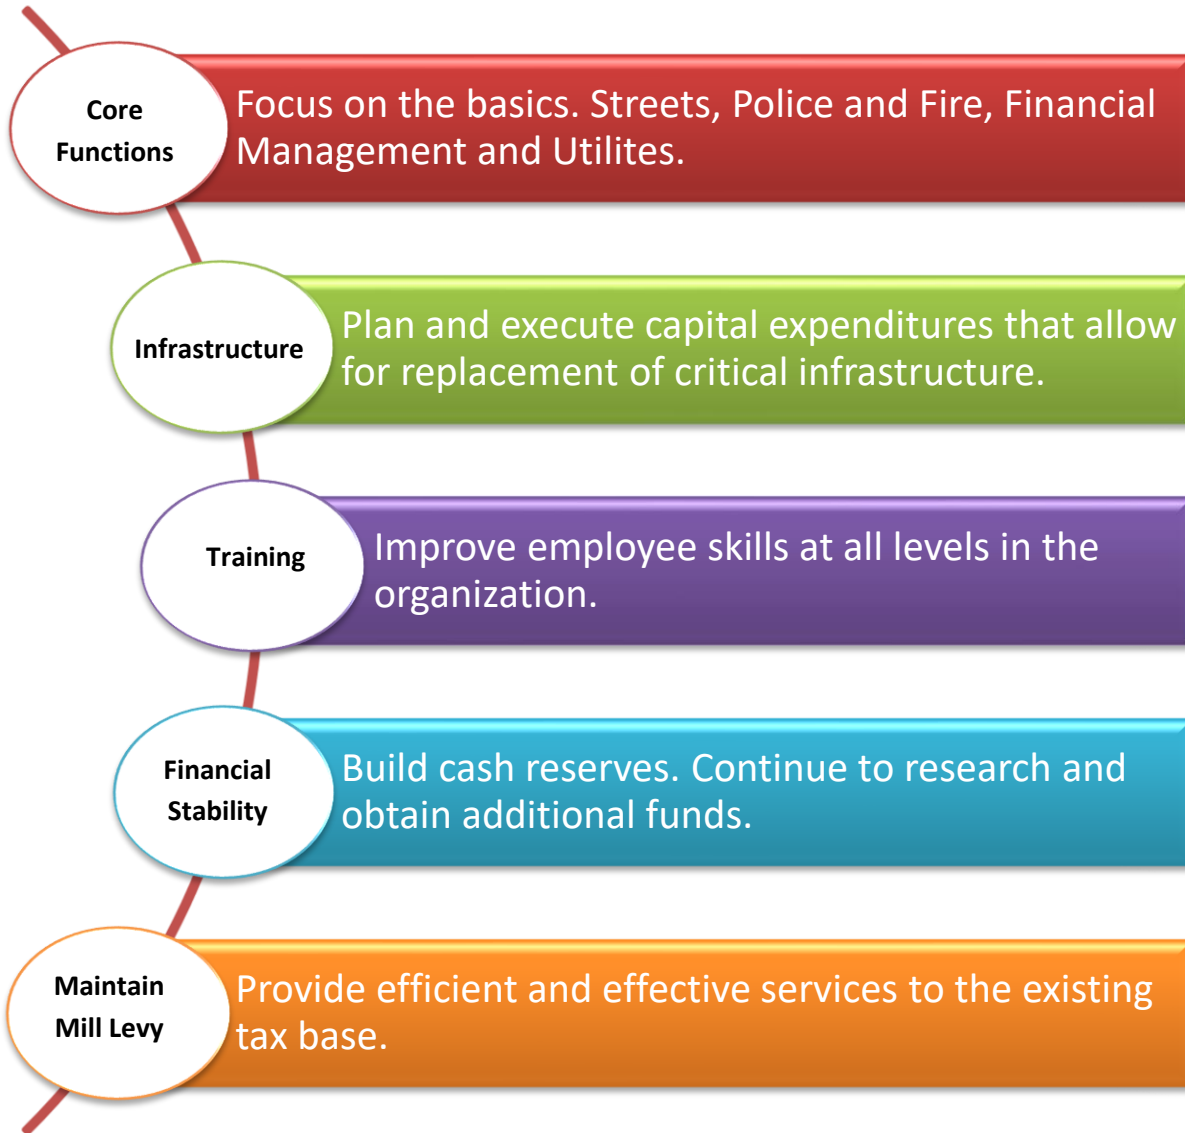 Core
Functions
Focus on the basics. Streets, Police and Fire, Financial
Management and Utilites.
Infrastructure
Plan and execute capital expenditures that allow
for replacement of critical infrastructure.
Training
Improve employee skills at all levels in the
organization.
Financial
Stability
Build cash reserves. Continue to research and
obtain additional funds.
Maintain
Mill Levy
Provide efficient and effective services to the existing
tax base.